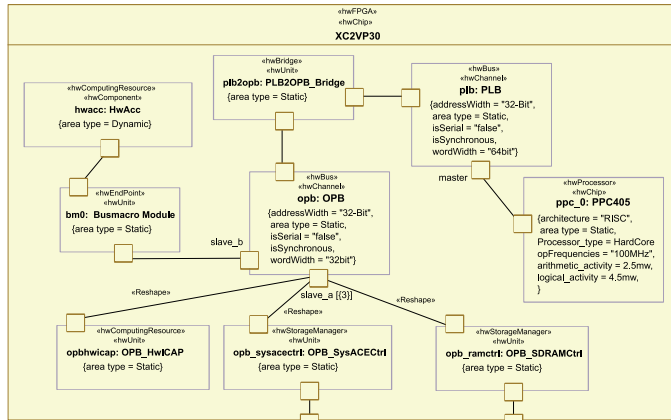 «hwFPGA»
«hwChip»
XC2VP30
«hwComputingResource»
«hwComponent»
hwacc: HwAcc
{area type = Dynamic}
«hwBridge»
«hwUnit»
plb2opb: PLB2OPB_Bridge
{area type = Static}
«hwBus»
«hwChannel»
plb: PLB
{addressWidth = "32-Bit",
area type = Static,
isSerial = "false",
isSynchronous,
wordWidth = "64bit"}
master
«hwEndPoint»
«hwUnit»
bm0: Busmacro Module
{area type = Static}
slave_b
«hwBus»
«hwChannel»
opb: OPB
{addressWidth = "32-Bit",
area type = Static,
isSerial = "false",
isSynchronous,
wordWidth = "32bit"}
slave_a [{3}]
«hwProcessor»
«hwChip»
ppc_0: PPC405
{architecture = "RISC",
area type = Static,
Processor_type = HardCore
opFrequencies = "100MHz",
arithmetic_activity = 2.5mw,
logical_activity = 4.5mw,
}
«Reshape»
«Reshape»
«Reshape»
«hwComputingResource»
«hwUnit»
opbhwicap: OPB_HwICAP
{area type = Static}
«hwStorageManager»
«hwUnit»
opb_sysacectrl: OPB_SysACECtrl
{area type = Static}
«hwStorageManager»
«hwUnit»
opb_ramctrl: OPB_SDRAMCtrl
{area type = Static}